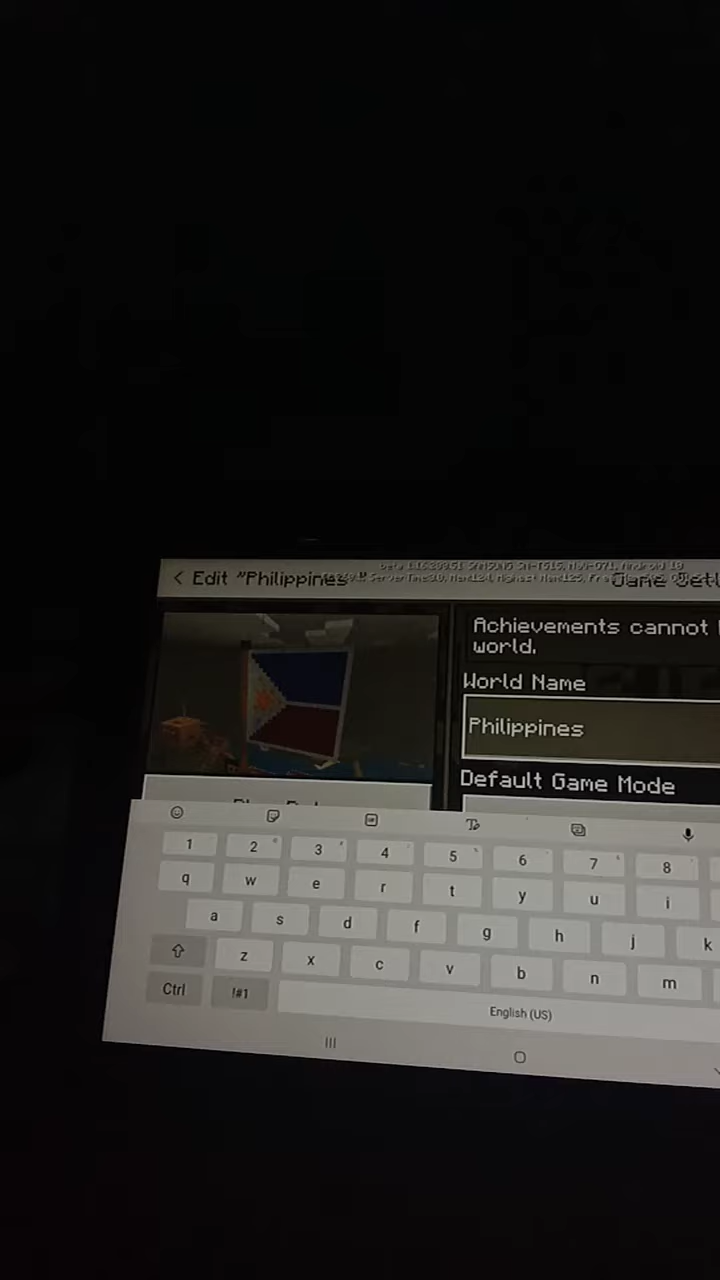 Edit "Philippines "
Achievements cannot
world.
World Name
Philippines
Default Game Mode
1 2 3 4 5 6 7 8
q w e r t y u i
a s d f g h j k
z x c v b n m
Ctrl !#1 English (US)